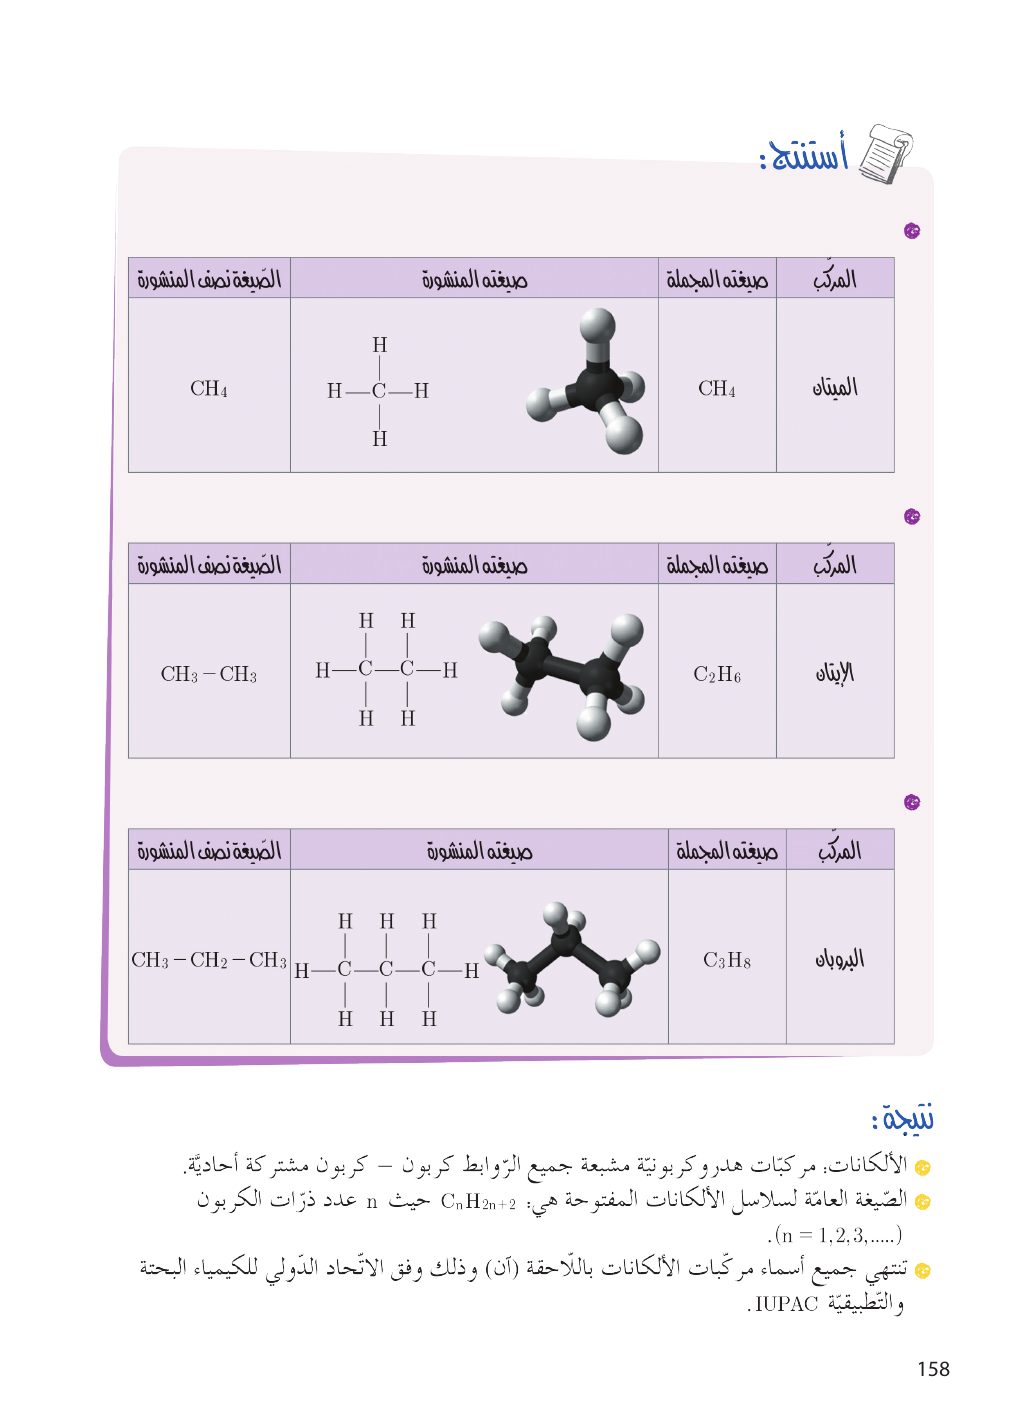 أستنتج:
المركّب صيغته المجملة صيغته المنشورة الصّيغة نصف المنشورة
H
الميتان CH4 H—C—H CH4
H
المركّب صيغته المجملة صيغته المنشورة الصّيغة نصف المنشورة
H H
الإيتان C2H6 H—C—C—H CH3 – CH3
H H
المركّب صيغته المجملة صيغته المنشورة الصّيغة نصف المنشورة
H H H
البروبان C3H8 H—C—C—C—H CH3 – CH2 – CH3
H H H
نتيجة:
الألكانات: مركبّات هدروكربونيّة مشبعة جميع الرّوابط كربون – كربون مشتركة أحاديَّة.
الصّيغة العامّة لسلاسل الألكانات المفتوحة هي: CnH2n+2 حيث n عدد ذرّات الكربون
(n = 1,2,3,.....).
تنتهي جميع أسماء مركّبات الألكانات باللّاحقة (آن) وذلك وفق الاتّحاد الدّولي للكيمياء البحتة
والتّطبيقيّة IUPAC.
158